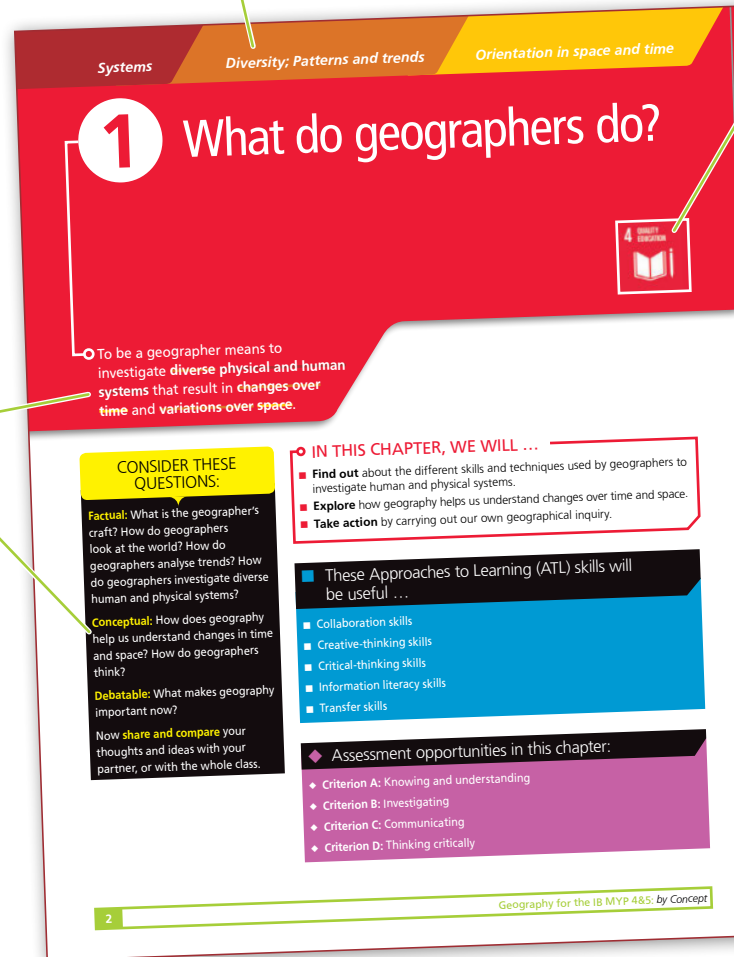 Systems
Diversity; Patterns and trends
Orientation in space and time
1
What do geographers do?
4 QUALITY
EDUCATION
To be a geographer means to
investigate diverse physical and human
systems that result in changes over
time and variations over space.
CONSIDER THESE
QUESTIONS:
Factual: What is the geographer's
craft? How do geographers
look at the world? How do
geographers analyse trends? How
do geographers investigate diverse
human and physical systems?
Conceptual: How does geography
help us understand changes in time
and space? How do geographers
think?
Debatable: What makes geography
important now?
Now share and compare your
thoughts and ideas with your
partner, or with the whole class.
IN THIS CHAPTER, WE WILL …
■ Find out about the different skills and techniques used by geographers to
investigate human and physical systems.
■ Explore how geography helps us understand changes over time and space.
■ Take action by carrying out our own geographical inquiry.
■ These Approaches to Learning (ATL) skills will
be useful …
■ Collaboration skills
■ Creative-thinking skills
■ Critical-thinking skills
■ Information literacy skills
■ Transfer skills
◆ Assessment opportunities in this chapter:
◆ Criterion A: Knowing and understanding
◆ Criterion B: Investigating
◆ Criterion C: Communicating
◆ Criterion D: Thinking critically
2
Geography for the IB MYP 4&5: by Concept